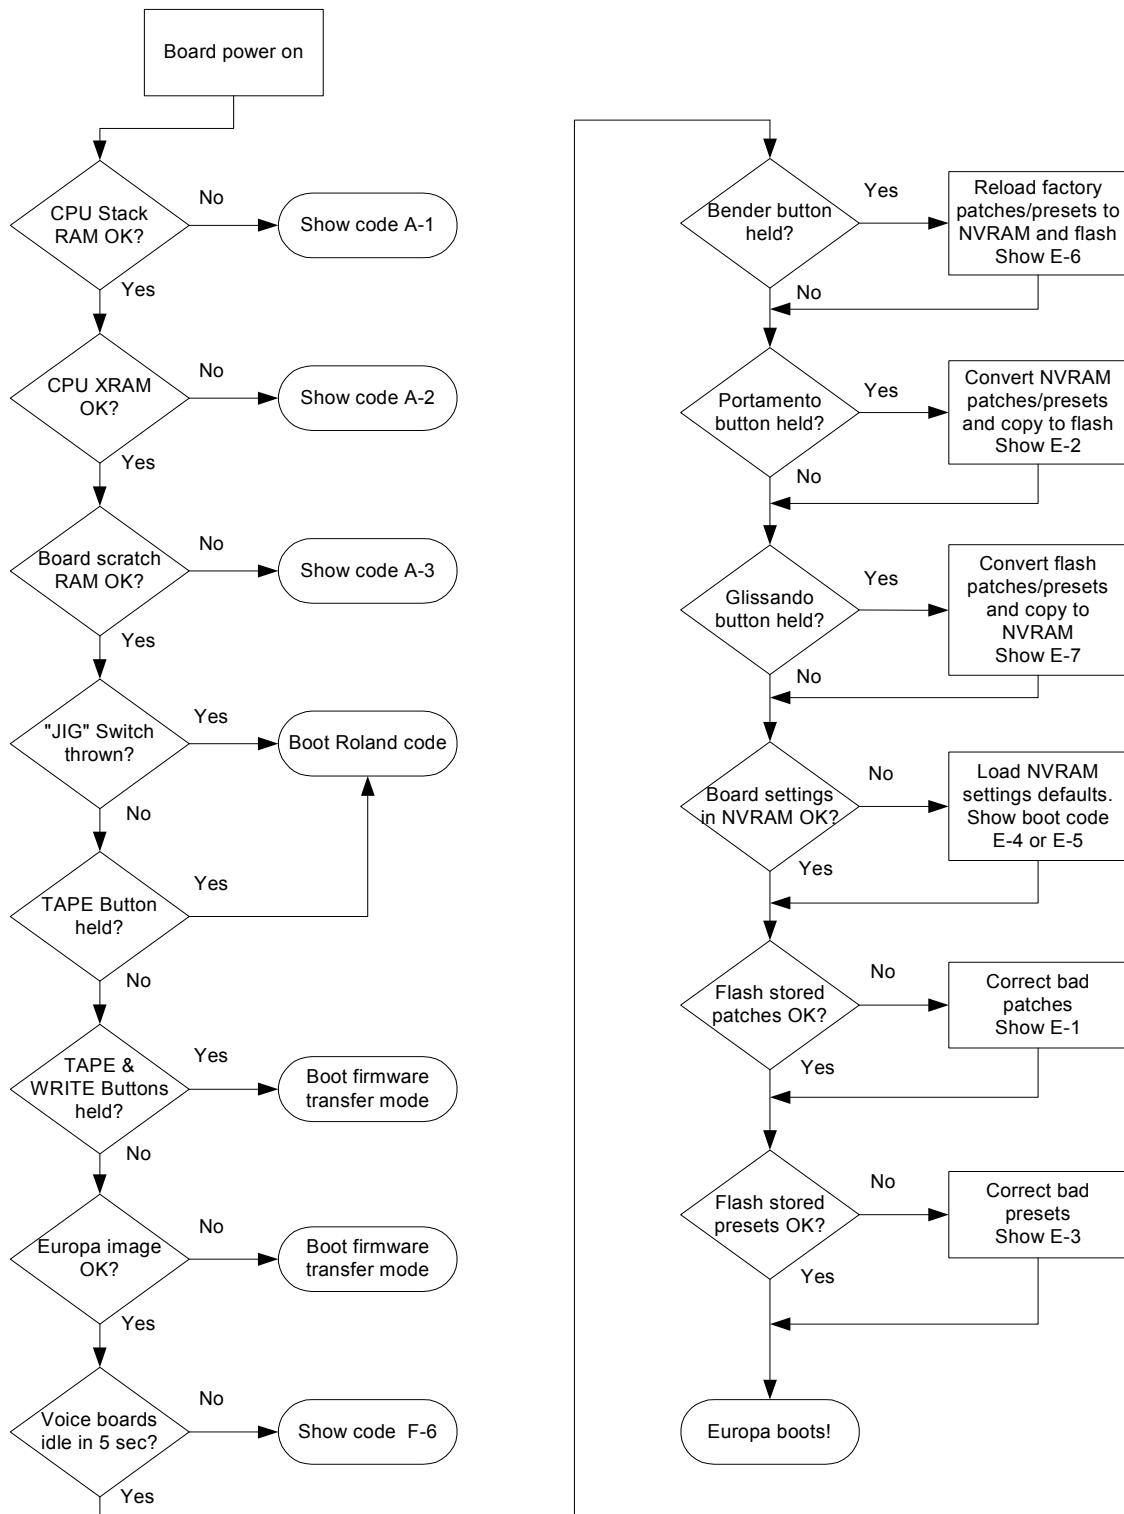 Board power on
CPU Stack
RAM OK?
No
Show code A-1
Yes
CPU XRAM
OK?
No
Show code A-2
Yes
Board scratch
RAM OK?
No
Show code A-3
Yes
"JIG" Switch
thrown?
Yes
Boot Roland code
No
TAPE Button
held?
Yes
No
TAPE &
WRITE Buttons
held?
Yes
Boot firmware
transfer mode
No
Europa image
OK?
No
Boot firmware
transfer mode
Yes
Voice boards
idle in 5 sec?
No
Show code  F-6
Yes
Bender button
held?
Yes
Reload factory
patches/presets to
NVRAM and flash
Show E-6
No
Portamento
button held?
Yes
Convert NVRAM
patches/presets
and copy to flash
Show E-2
No
Glissando
button held?
Yes
Convert flash
patches/presets
and copy to
NVRAM
Show E-7
No
Board settings
in NVRAM OK?
No
Load NVRAM
settings defaults.
Show boot code
E-4 or E-5
Yes
Flash stored
patches OK?
No
Correct bad
patches
Show E-1
Yes
Flash stored
presets OK?
No
Correct bad
presets
Show E-3
Yes
Europa boots!